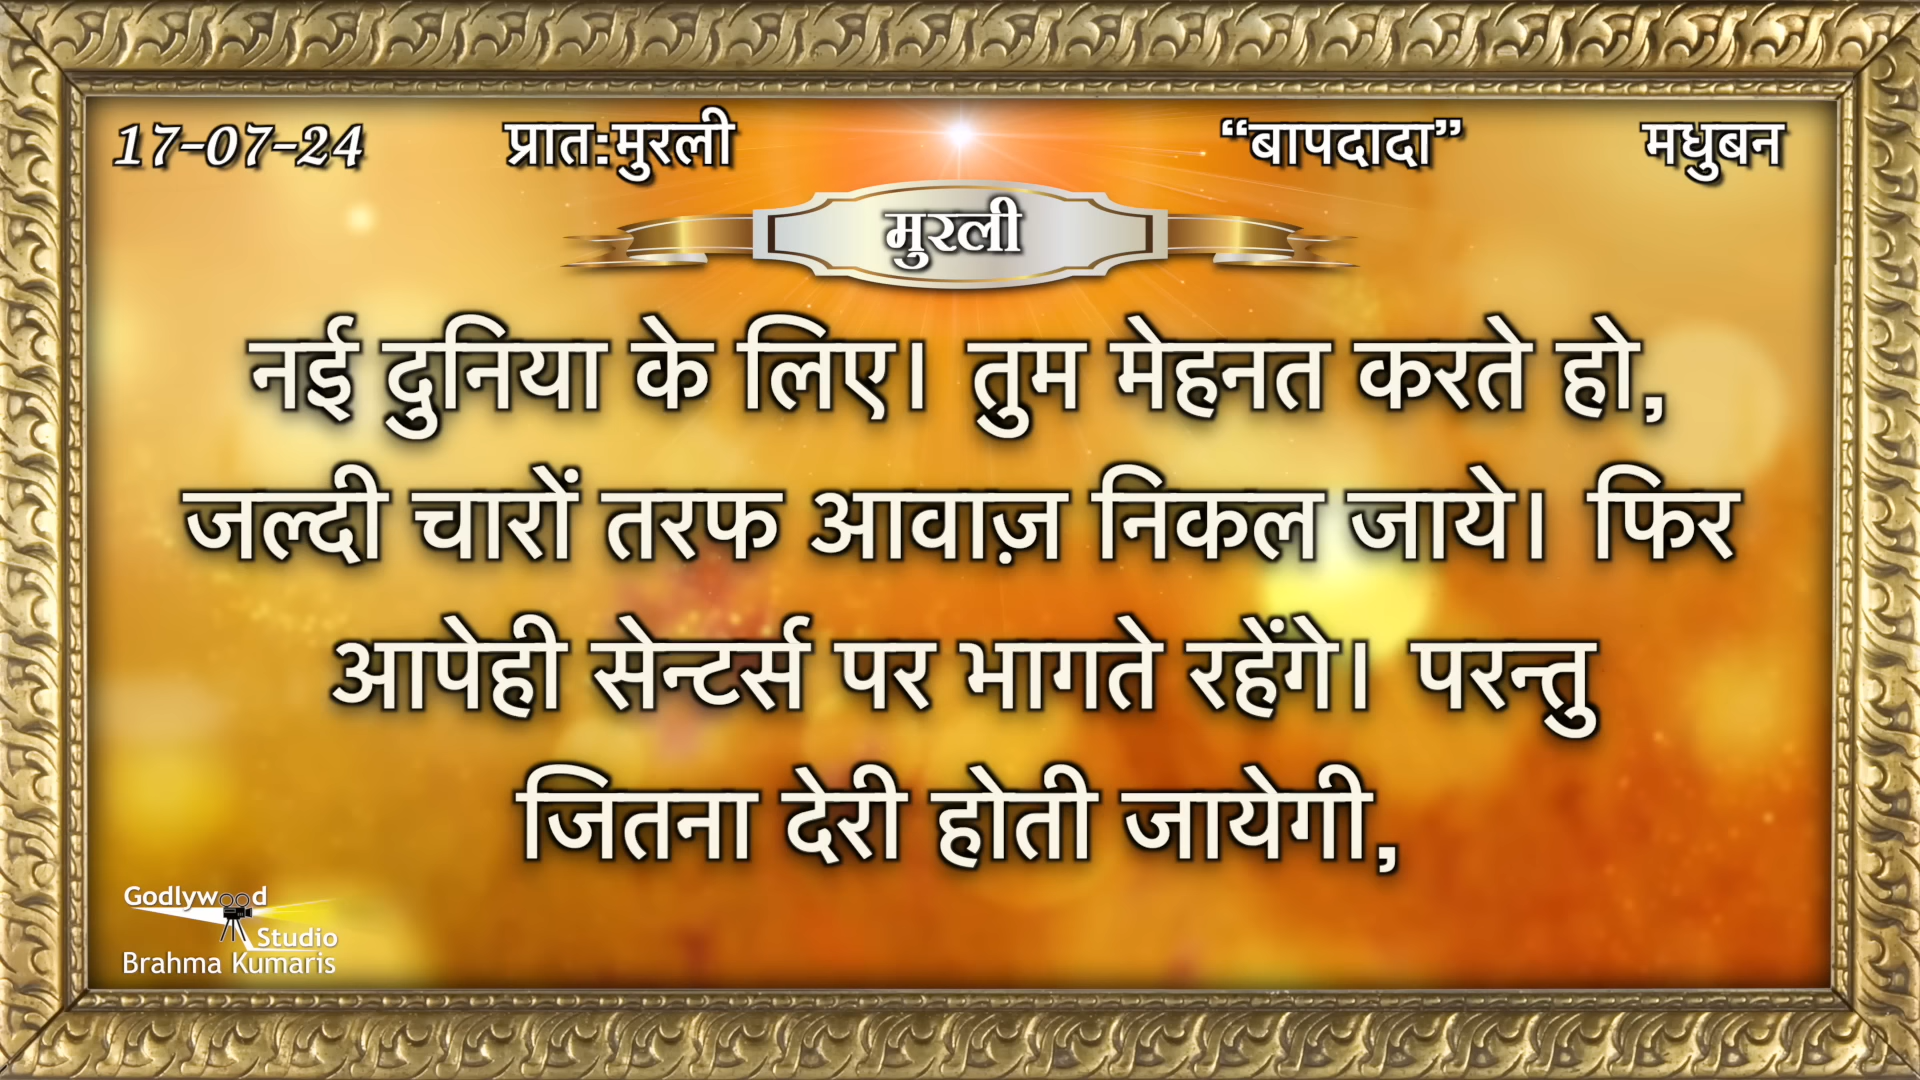 17-07-24 प्रात:मुरली “बापदादा” मधुबन
मुरली
नई दुनिया के लिए। तुम मेहनत करते हो,
जल्दी चारों तरफ आवाज़ निकल जाये। फिर
आपेही सेन्टर्स पर भागते रहेंगे। परन्तु
जितना देरी होती जायेगी,
Godlywood
Studio
Brahma Kumaris